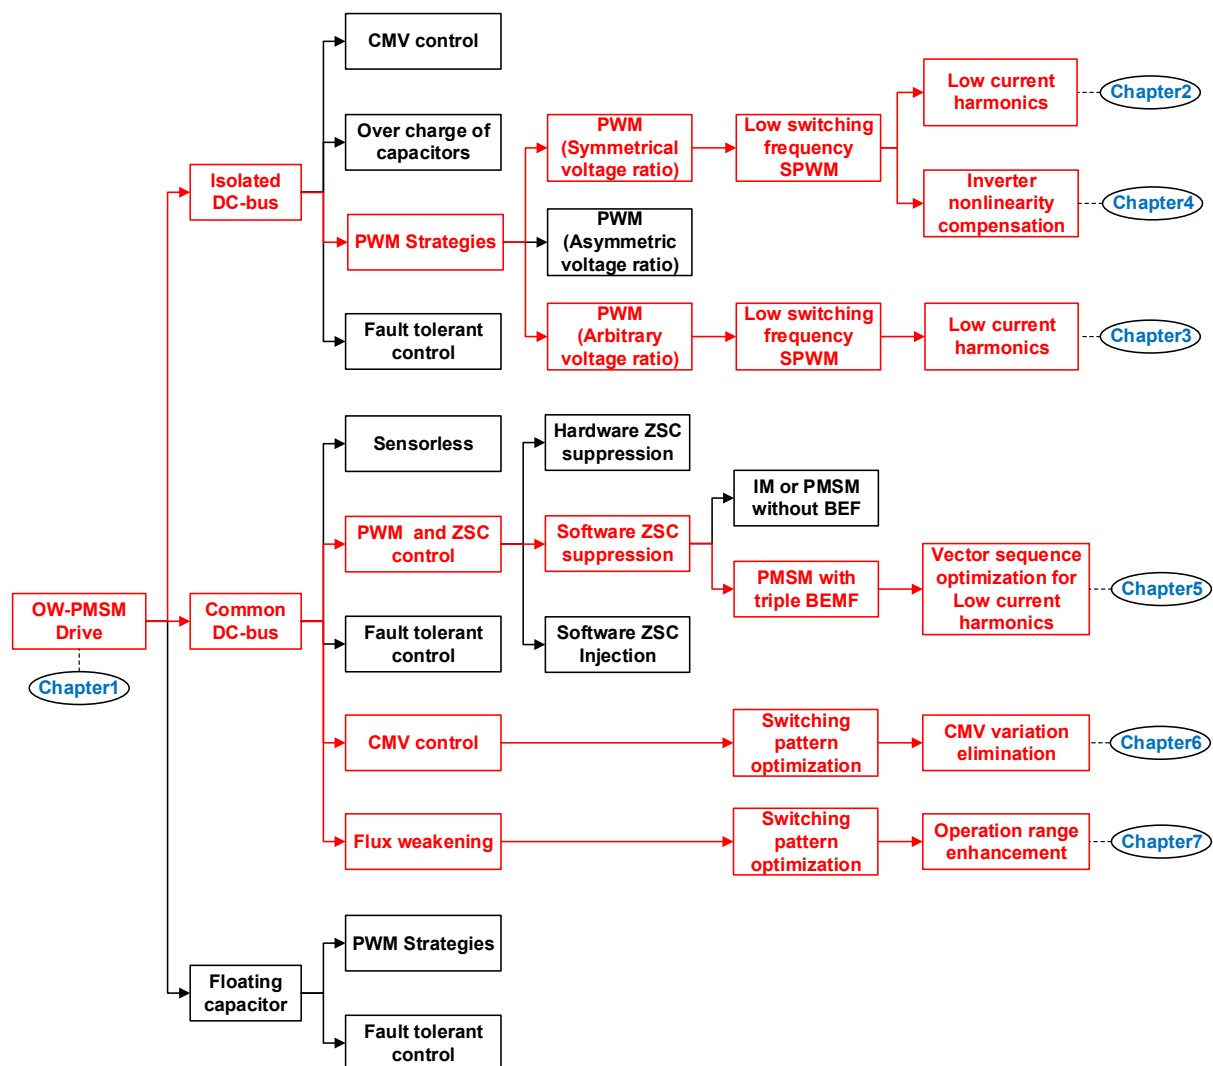 CMV control
Over charge of
capacitors
Isolated
DC-bus
PWM Strategies
Fault tolerant
control
PWM
(Symmetrical
voltage ratio)
PWM
(Asymmetric
voltage ratio)
PWM
(Arbitrary
voltage ratio)
Low switching
frequency
SPWM
Low switching
frequency
SPWM
Low current
harmonics
Chapter2
Inverter
nonlinearity
compensation
Chapter4
Low current
harmonics
Chapter3
Sensorless
Hardware ZSC
suppression
PWM  and ZSC
control
Software ZSC
suppression
IM or PMSM
without BEF
PMSM with
triple BEMF
Vector sequence
optimization for
Low current
harmonics
Chapter5
OW-PMSM
Drive
Chapter1
Common
DC-bus
Fault tolerant
control
Software ZSC
Injection
CMV control
Switching
pattern
optimization
CMV variation
elimination
Chapter6
Flux weakening
Switching
pattern
optimization
Operation range
enhancement
Chapter7
Floating
capacitor
PWM Strategies
Fault tolerant
control